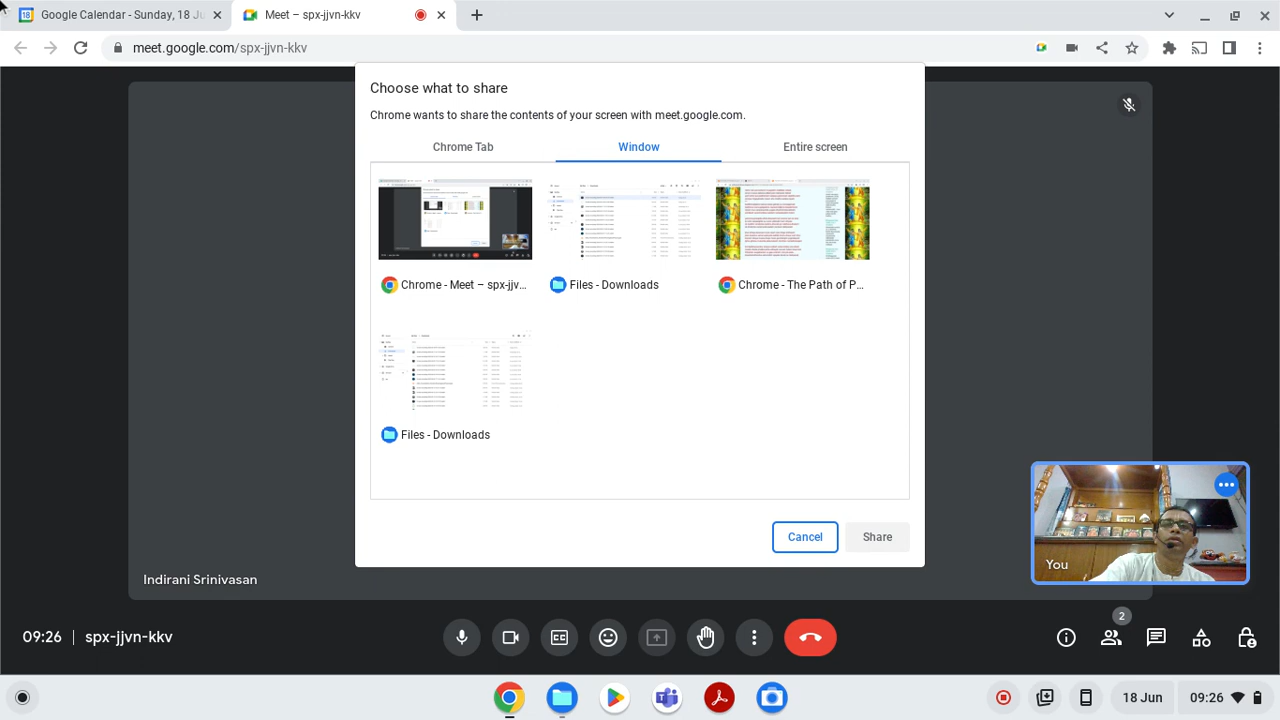 Google Calendar - Sunday, 18 Ju
Meet – spx-jjvn-kkv
meet.google.com/spx-jjvn-kkv
Choose what to share
Chrome wants to share the contents of your screen with meet.google.com.
Chrome Tab
Window
Entire screen
Chrome - Meet – spx-jjv...
Files - Downloads
Chrome - The Path of P...
Files - Downloads
Cancel
Share
Indirani Srinivasan
You
09:26
spx-jjvn-kkv
2
18 Jun
09:26